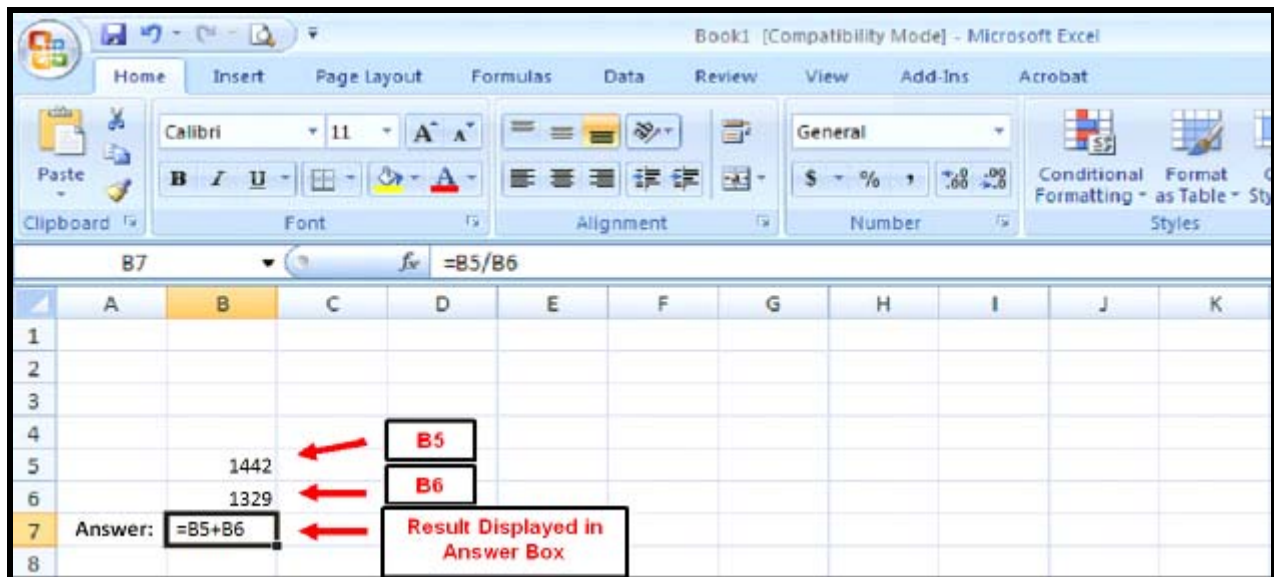 Book1 [Compatibility Mode] - Microsoft Excel
Home Insert Page Layout Formulas Data Review View Add-Ins Acrobat
Calibri 11 A A General
Paste B I U A $ % , .00 .00 Conditional Formatting Format as Table
Clipboard Font Alignment Number Styles
B7 fx =B5/B6
A B C D E F G H I J K
1
2
3
4 B5
5 1442
6 1329 B6
7 Answer: =B5+B6 Result Displayed in
Answer Box
8